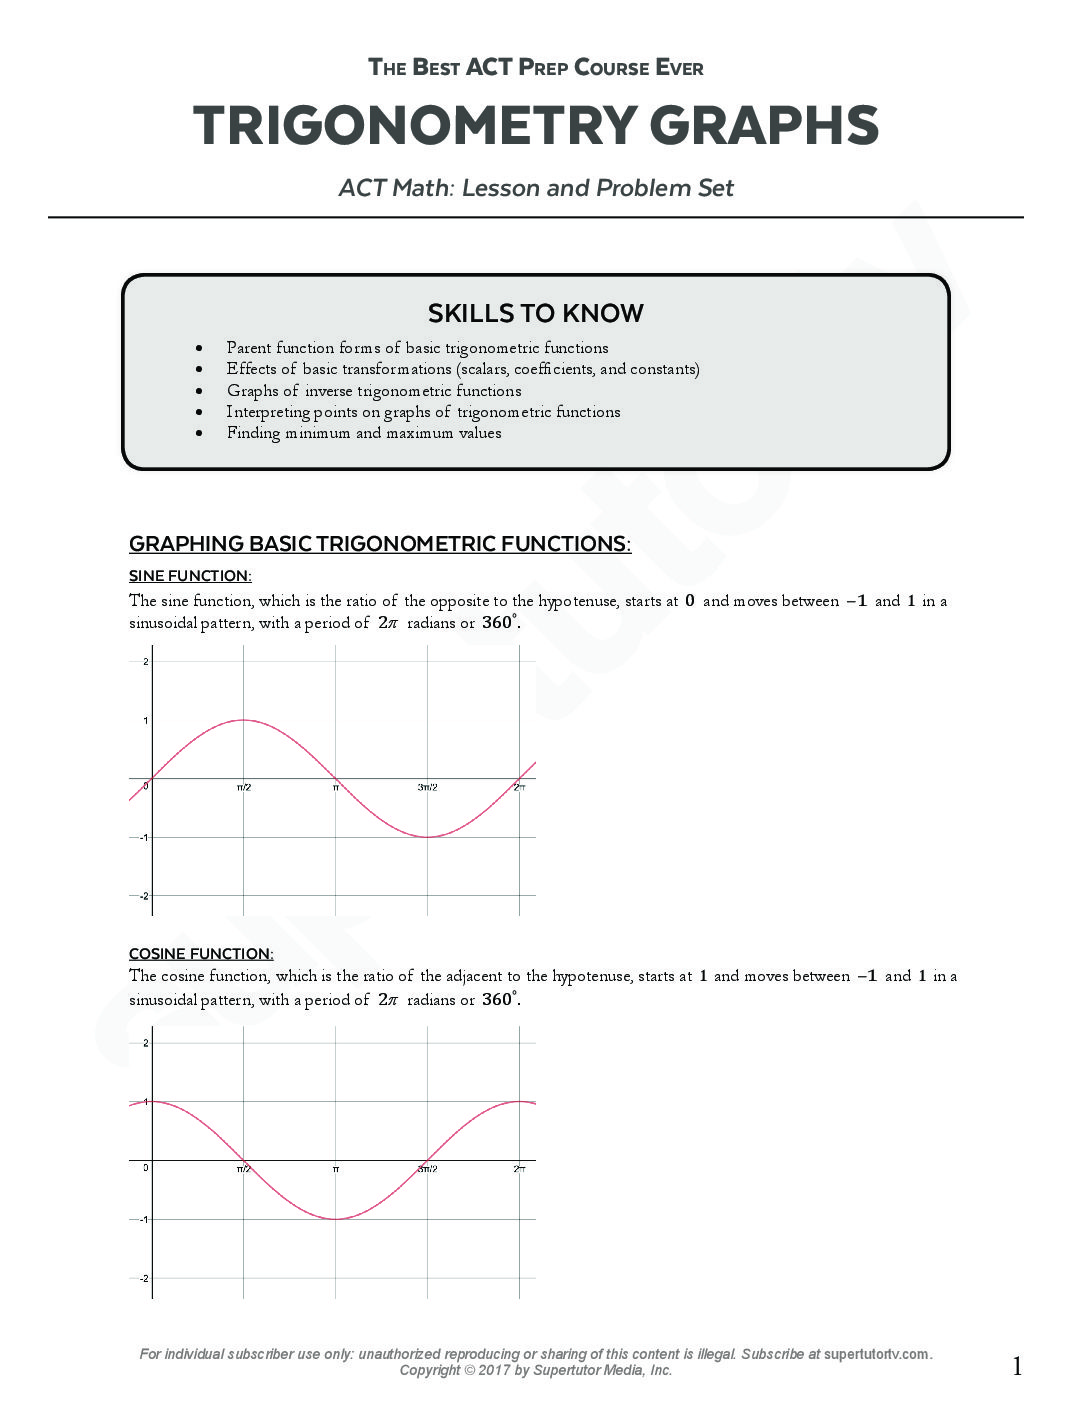 THE BEST ACT PREP COURSE EVER
TRIGONOMETRY GRAPHS
ACT Math: Lesson and Problem Set
SKILLS TO KNOW
• Parent function forms of basic trigonometric functions
• Effects of basic transformations (scalars, coefficients, and constants)
• Graphs of inverse trigonometric functions
• Interpreting points on graphs of trigonometric functions
• Finding minimum and maximum values
GRAPHING BASIC TRIGONOMETRIC FUNCTIONS:
SINE FUNCTION:
The sine function, which is the ratio of the opposite to the hypotenuse, starts at 0 and moves between −1 and 1 in a
sinusoidal pattern, with a period of 2π radians or 360°.
2
1
0 π/2 π 3π/2 2π
-1
-2
COSINE FUNCTION:
The cosine function, which is the ratio of the adjacent to the hypotenuse, starts at 1 and moves between −1 and 1 in a
sinusoidal pattern, with a period of 2π radians or 360°.
2
1
0 π/2 π 3π/2 2π
-1
-2
For individual subscriber use only: unauthorized reproducing or sharing of this content is illegal. Subscribe at supertutortv.com.
Copyright © 2017 by Supertutor Media, Inc.
1